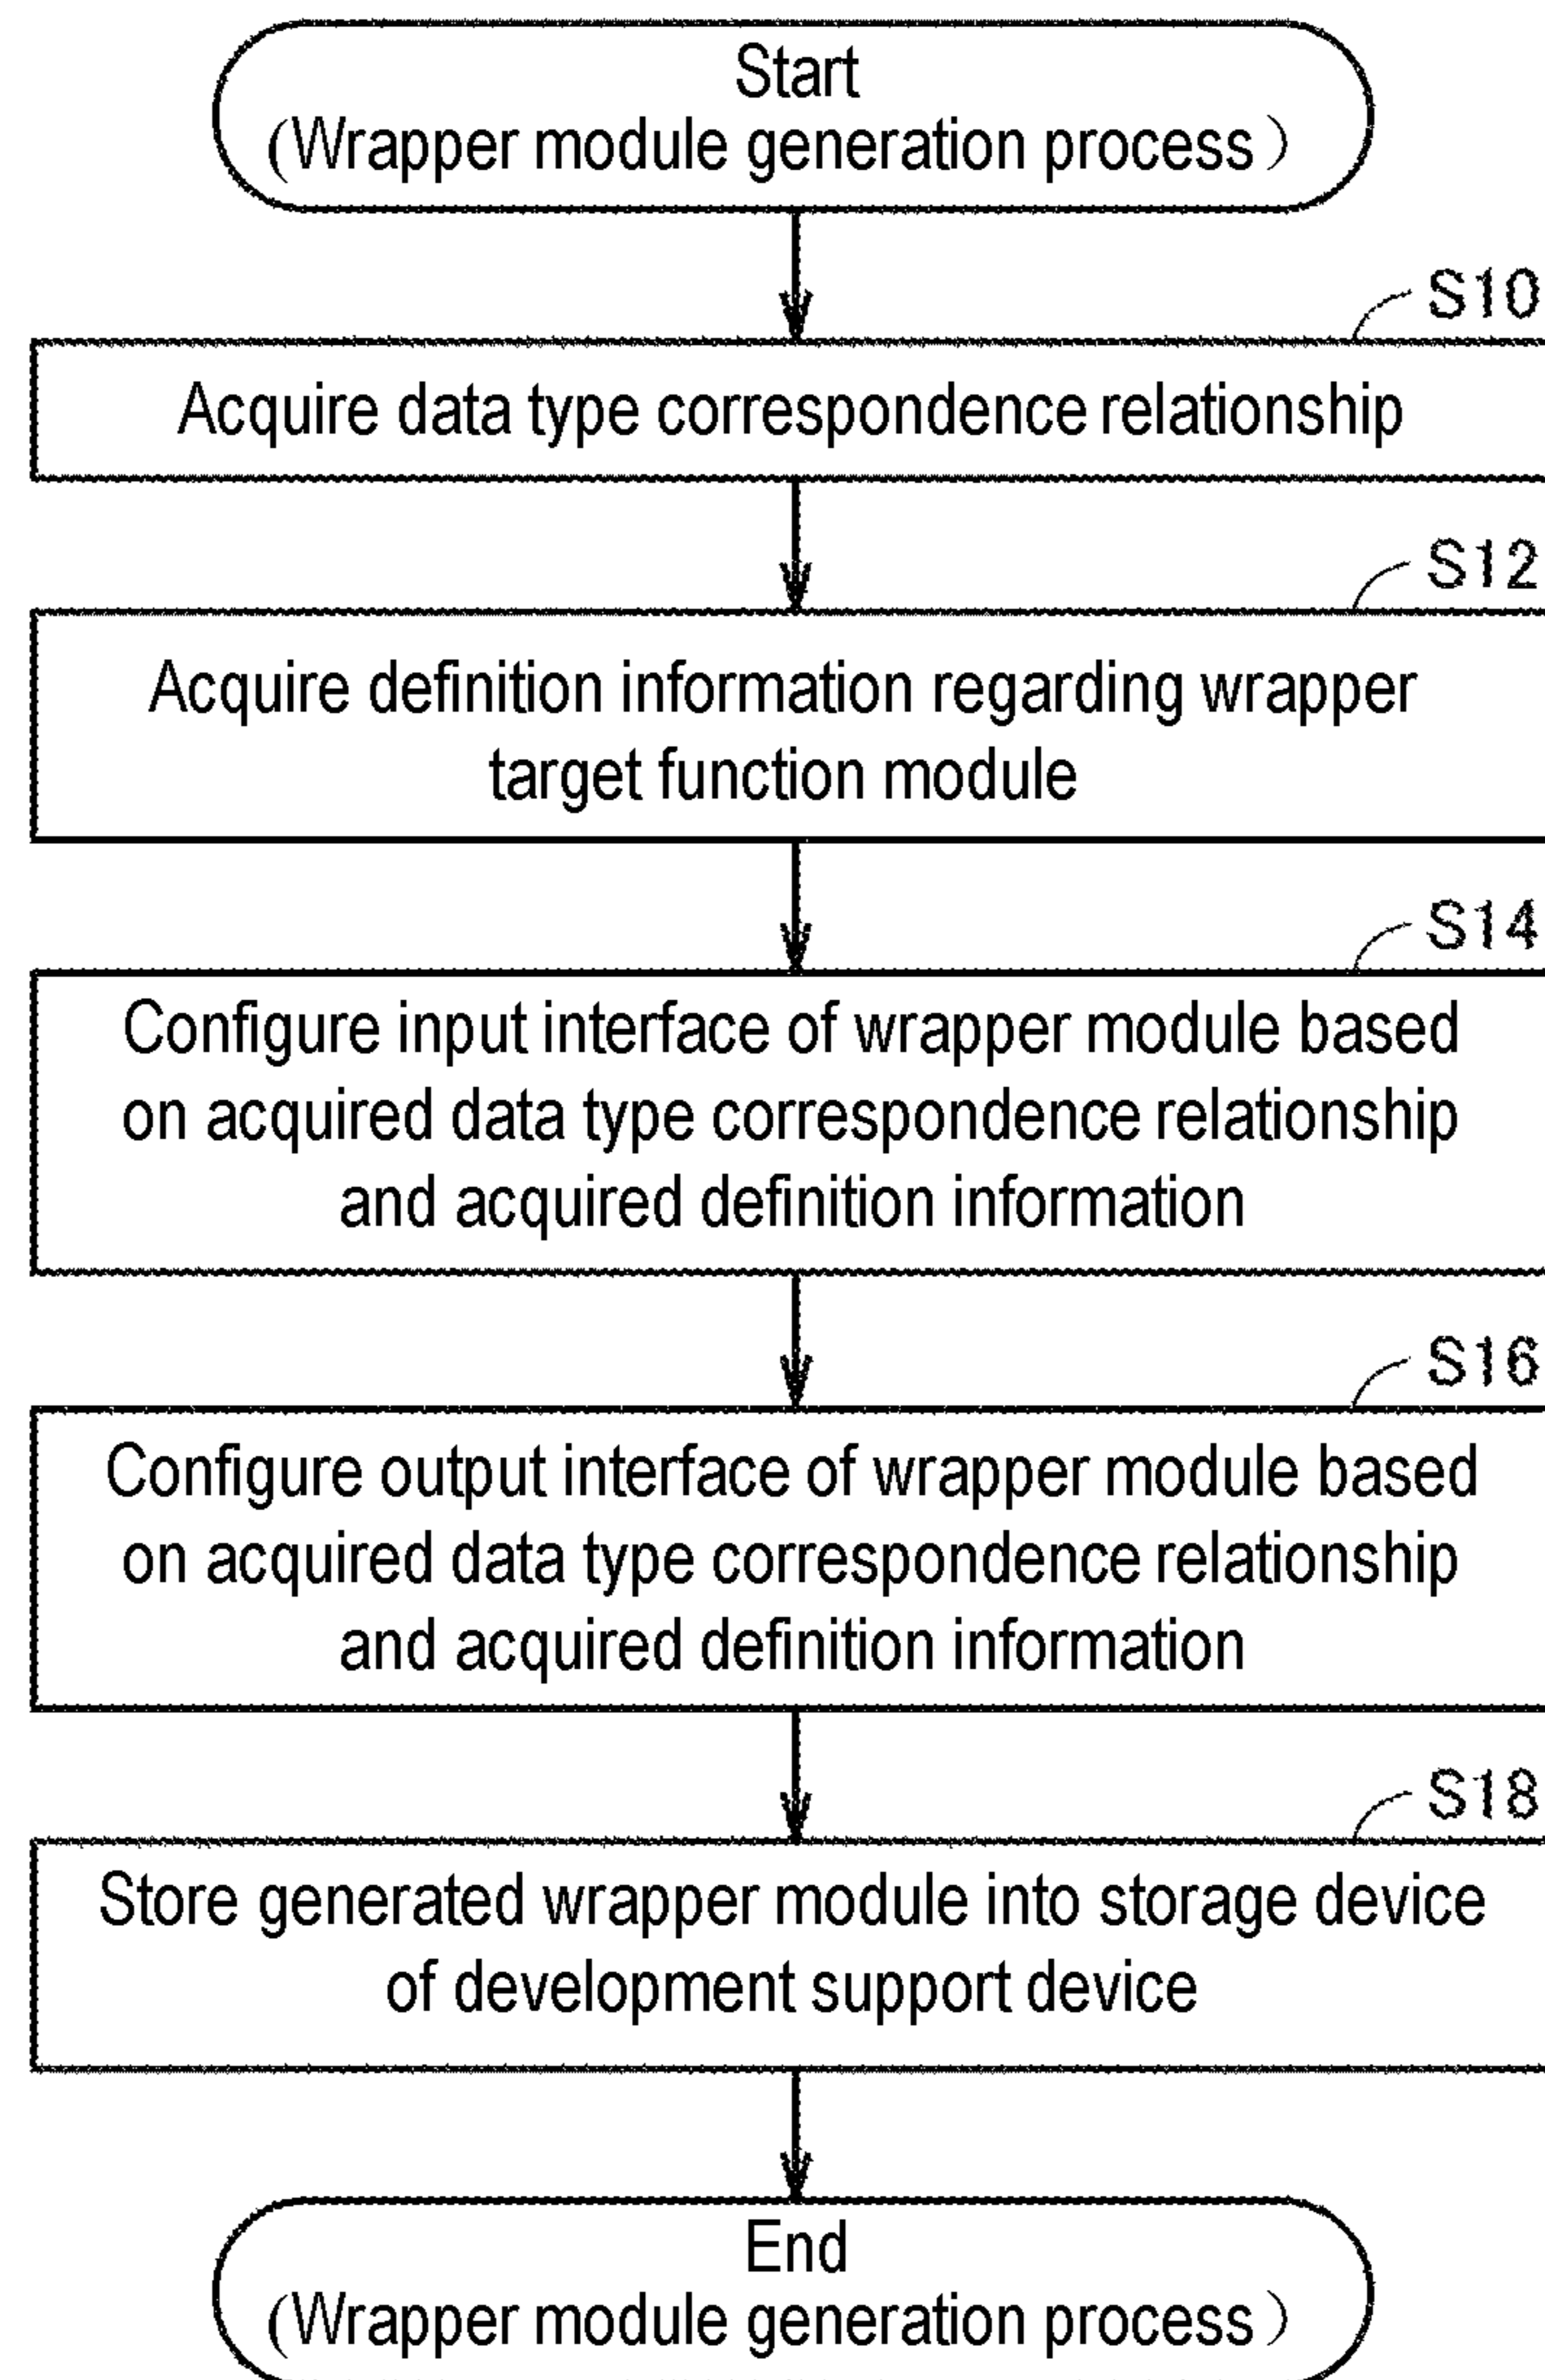 Start
(Wrapper module generation process)
S10
Acquire data type correspondence relationship
S12
Acquire definition information regarding wrapper
target function module
S14
Configure input interface of wrapper module based
on acquired data type correspondence relationship
and acquired definition information
S16
Configure output interface of wrapper module based
on acquired data type correspondence relationship
and acquired definition information
S18
Store generated wrapper module into storage device
of development support device
End
(Wrapper module generation process)